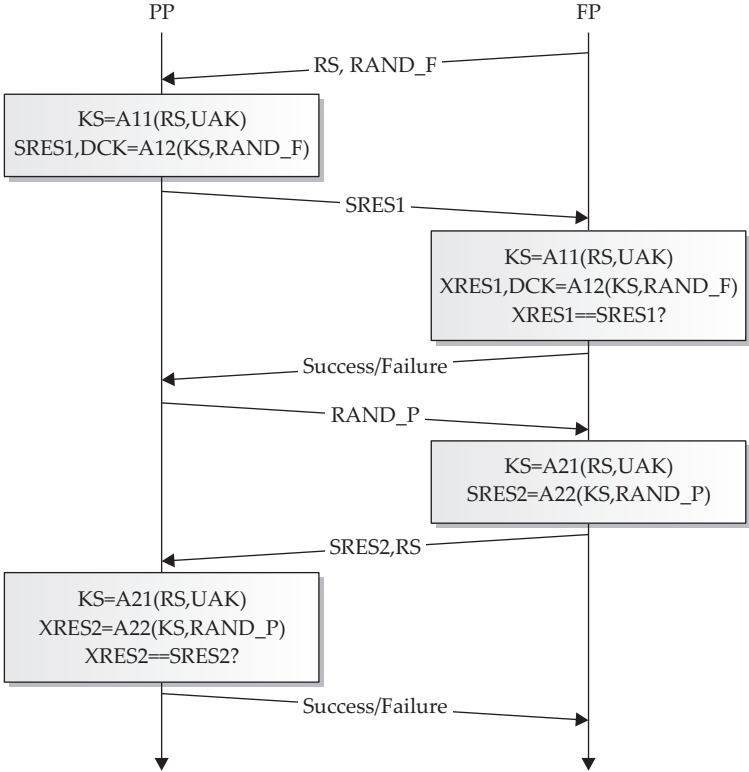 PP
FP
RS, RAND_F
KS=A11(RS,UAK)
SRES1,DCK=A12(KS,RAND_F)
SRES1
KS=A11(RS,UAK)
XRES1,DCK=A12(KS,RAND_F)
XRES1==SRES1?
Success/Failure
RAND_P
KS=A21(RS,UAK)
SRES2=A22(KS,RAND_P)
SRES2,RS
KS=A21(RS,UAK)
XRES2=A22(KS,RAND_P)
XRES2==SRES2?
Success/Failure